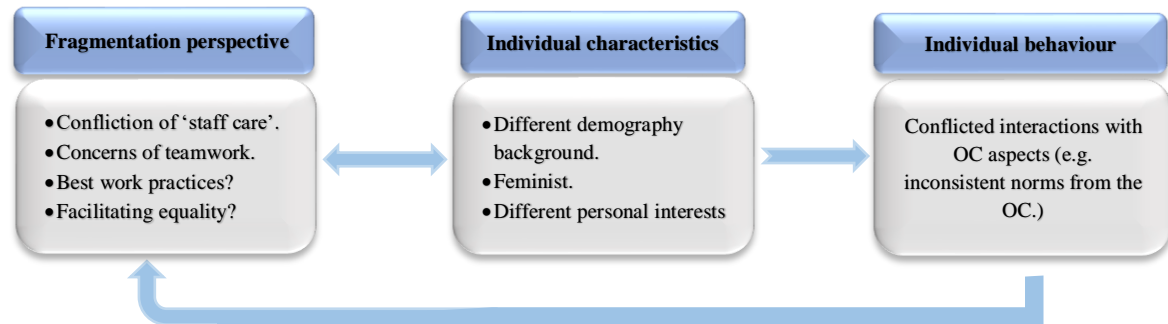 Fragmentation perspective
•Confliction of ‘staff care’.
•Concerns of teamwork.
•Best work practices?
•Facilitating equality?
Individual characteristics
•Different demography
background.
•Feminist.
•Different personal interests
Individual behaviour
Conflicted interactions with
OC aspects (e.g.
inconsistent norms from the
OC.)